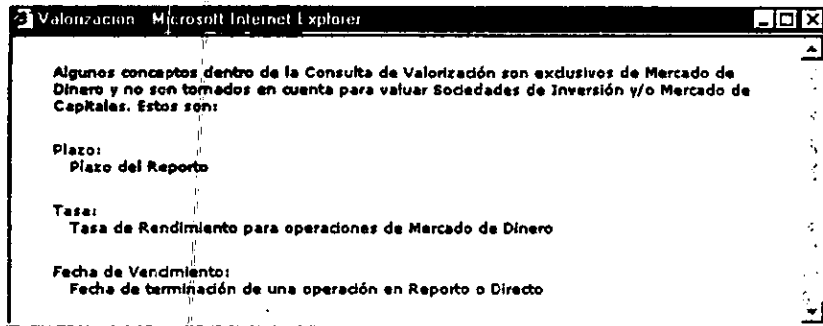 Valorización - Microsoft Internet Explorer
Algunos conceptos dentro de la Consulta de Valorización son exclusivos de Mercado de
Dinero y no son tomados en cuenta para valuar Sociedades de Inversión y/o Mercado de
Capitales. Estos son:
Plazo:
Plazo del Reporto
Tasa:
Tasa de Rendimiento para operaciones de Mercado de Dinero
Fecha de Vencimiento:
Fecha de terminación de una operación en Reporto o Directo